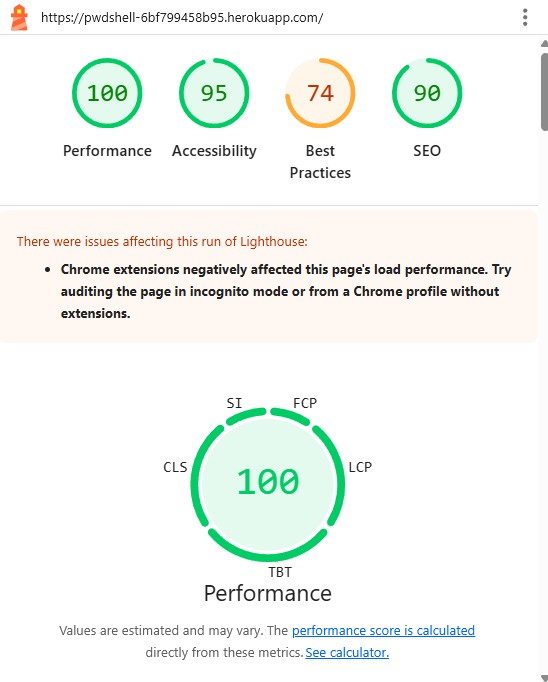 https://pwdshell-6bf799458b95.herokuapp.com/
100 95 74 90
Performance Accessibility Best Practices SEO
There were issues affecting this run of Lighthouse:
• Chrome extensions negatively affected this page's load performance. Try
auditing the page in incognito mode or from a Chrome profile without
extensions.
SI FCP
CLS LCP
100
TBT
Performance
Values are estimated and may vary. The performance score is calculated
directly from these metrics. See calculator.